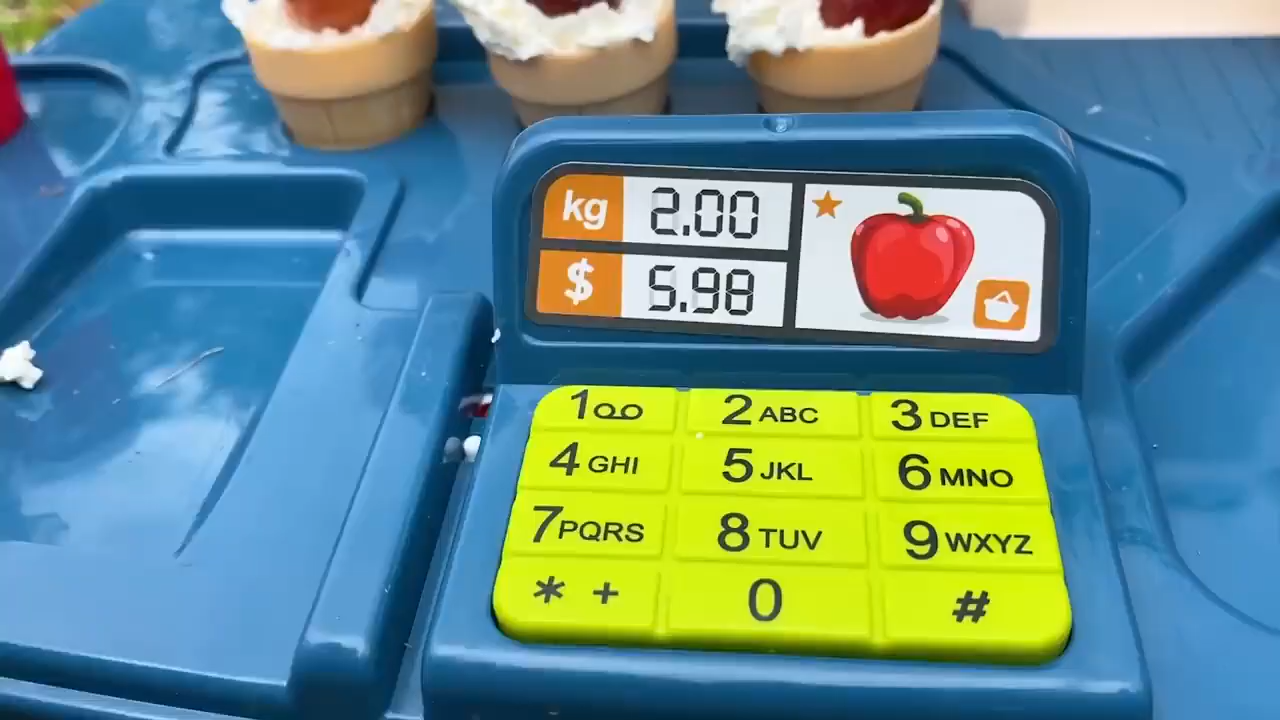 kg 2.00
$ 5.98
1 2 ABC 3 DEF
4 GHI 5 JKL 6 MNO
7 PQRS 8 TUV 9 WXYZ
* + 0 #